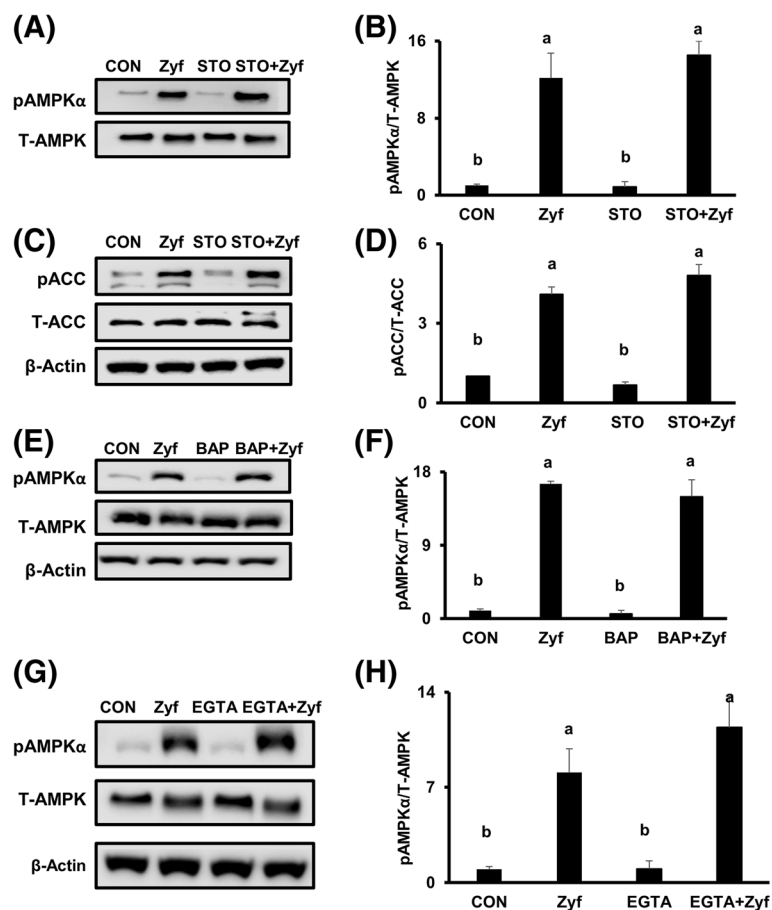 (A)
CON Zyf STO STO+Zyf
pAMPKα
T-AMPK
(B)
pAMPKα/T-AMPK
16
8
0
b
a
b
a
CON Zyf STO STO+Zyf
(C)
CON Zyf STO STO+Zyf
pACC
T-ACC
β-Actin
(D)
pACC/T-ACC
6
3
0
b
a
b
a
CON Zyf STO STO+Zyf
(E)
CON Zyf BAP BAP+Zyf
pAMPKα
T-AMPK
β-Actin
(F)
pAMPKα/T-AMPK
18
9
0
b
a
b
a
CON Zyf BAP BAP+Zyf
(G)
CON Zyf EGTA EGTA+Zyf
pAMPKα
T-AMPK
β-Actin
(H)
pAMPKα/T-AMPK
14
7
0
b
a
b
a
CON Zyf EGTA EGTA+Zyf